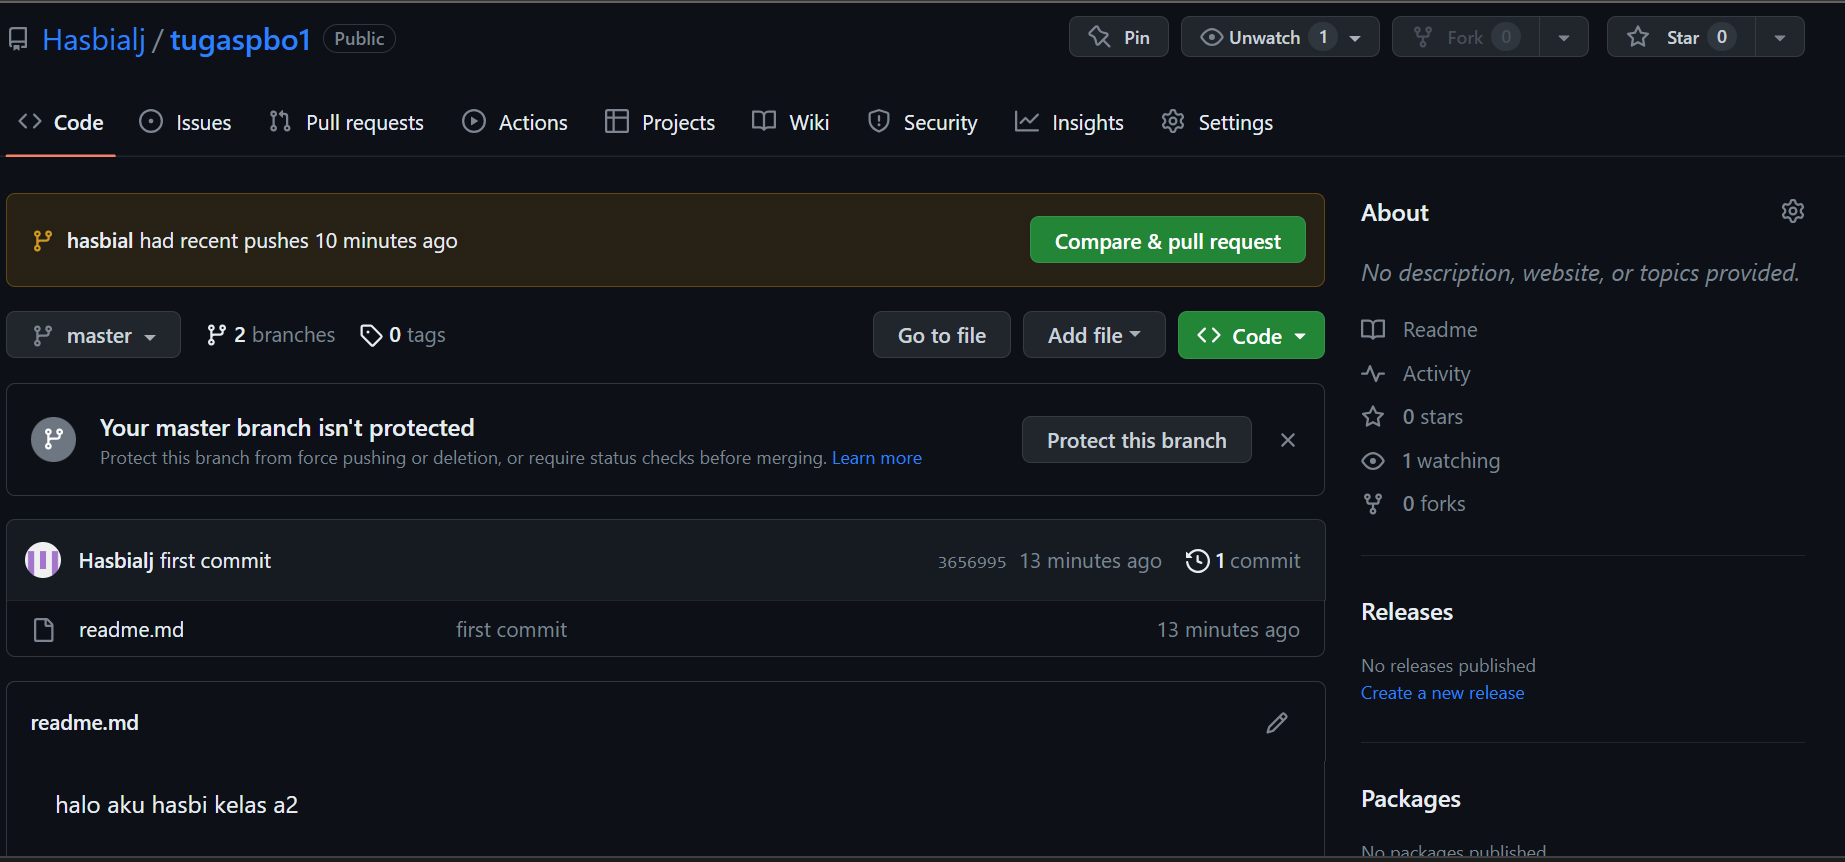 Hasbialj / tugaspbo1 Public Pin Unwatch 1 Fork 0 Star 0
Code Issues Pull requests Actions Projects Wiki Security Insights Settings
hasbial had recent pushes 10 minutes ago Compare & pull request
master 2 branches 0 tags Go to file Add file Code
Your master branch isn't protected
Protect this branch from force pushing or deletion, or require status checks before merging. Learn more
Protect this branch
Hasbialj first commit 3656995 13 minutes ago 1 commit
readme.md first commit 13 minutes ago
readme.md
halo aku hasbi kelas a2
About
No description, website, or topics provided.
Readme
Activity
0 stars
1 watching
0 forks
Releases
No releases published
Create a new release
Packages
No packages published